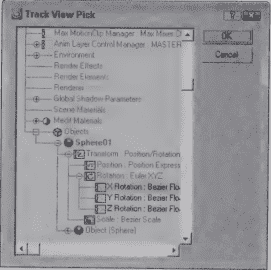 Track View Pick
Max MotionClip Manager : Max Mixer D
Anim Layer Control Manager : MASTER
Environment
Render Effects
Render Elements
Renderer
Global Shadow Parameters
Scene Materials
Medit Materials
Objects
Sphere01
Transform : Position/Rotation
Position : Position Express
Rotation : Euler XYZ
X Rotation : Bezier Flo
Y Rotation : Bezier Flo
Z Rotation : Bezier Flo
Scale : Bezier Scale
Object (Sphere)
OK
Cancel